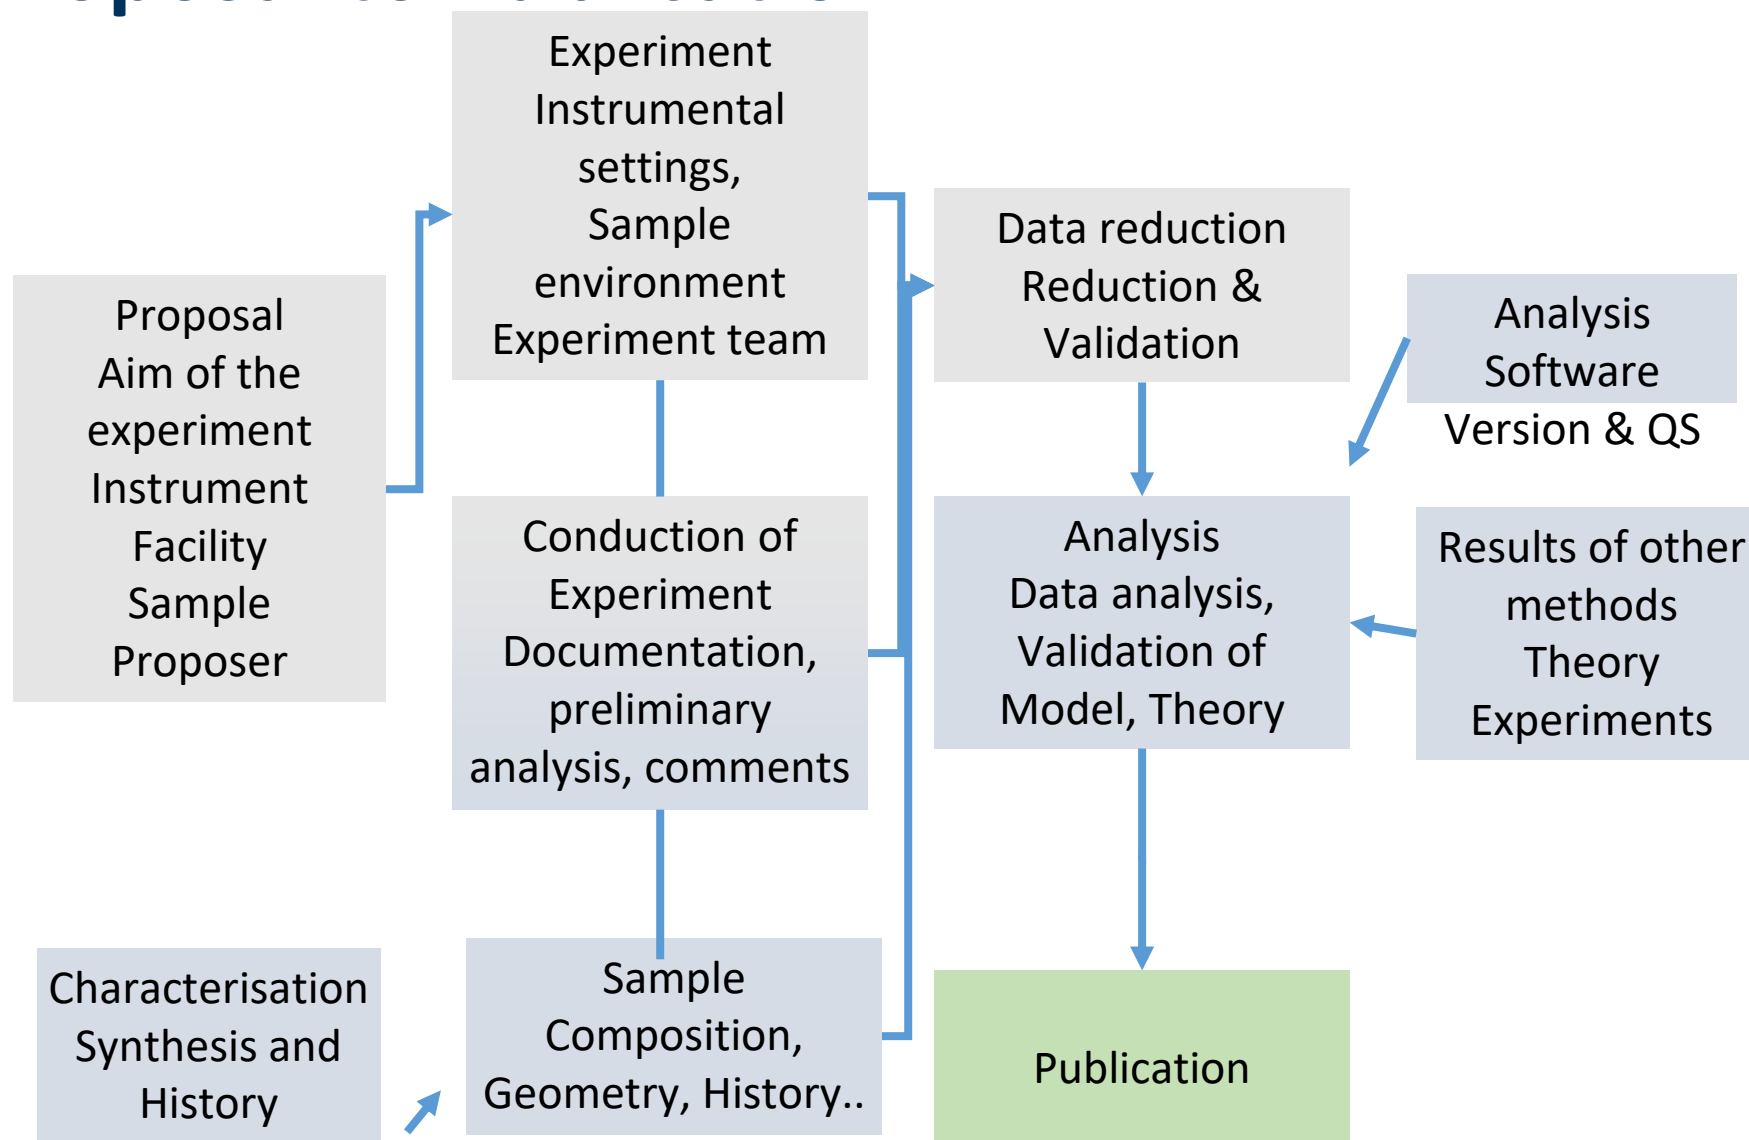 Experiment
Instrumental
settings,
Sample
environment
Experiment team
Proposal
Aim of the
experiment
Instrument
Facility
Sample
Proposer
Data reduction
Reduction &
Validation
Analysis
Software
Version & QS
Conduction of
Experiment
Documentation,
preliminary
analysis, comments
Analysis
Data analysis,
Validation of
Model, Theory
Results of other
methods
Theory
Experiments
Characterisation
Synthesis and
History
Sample
Composition,
Geometry, History..
Publication